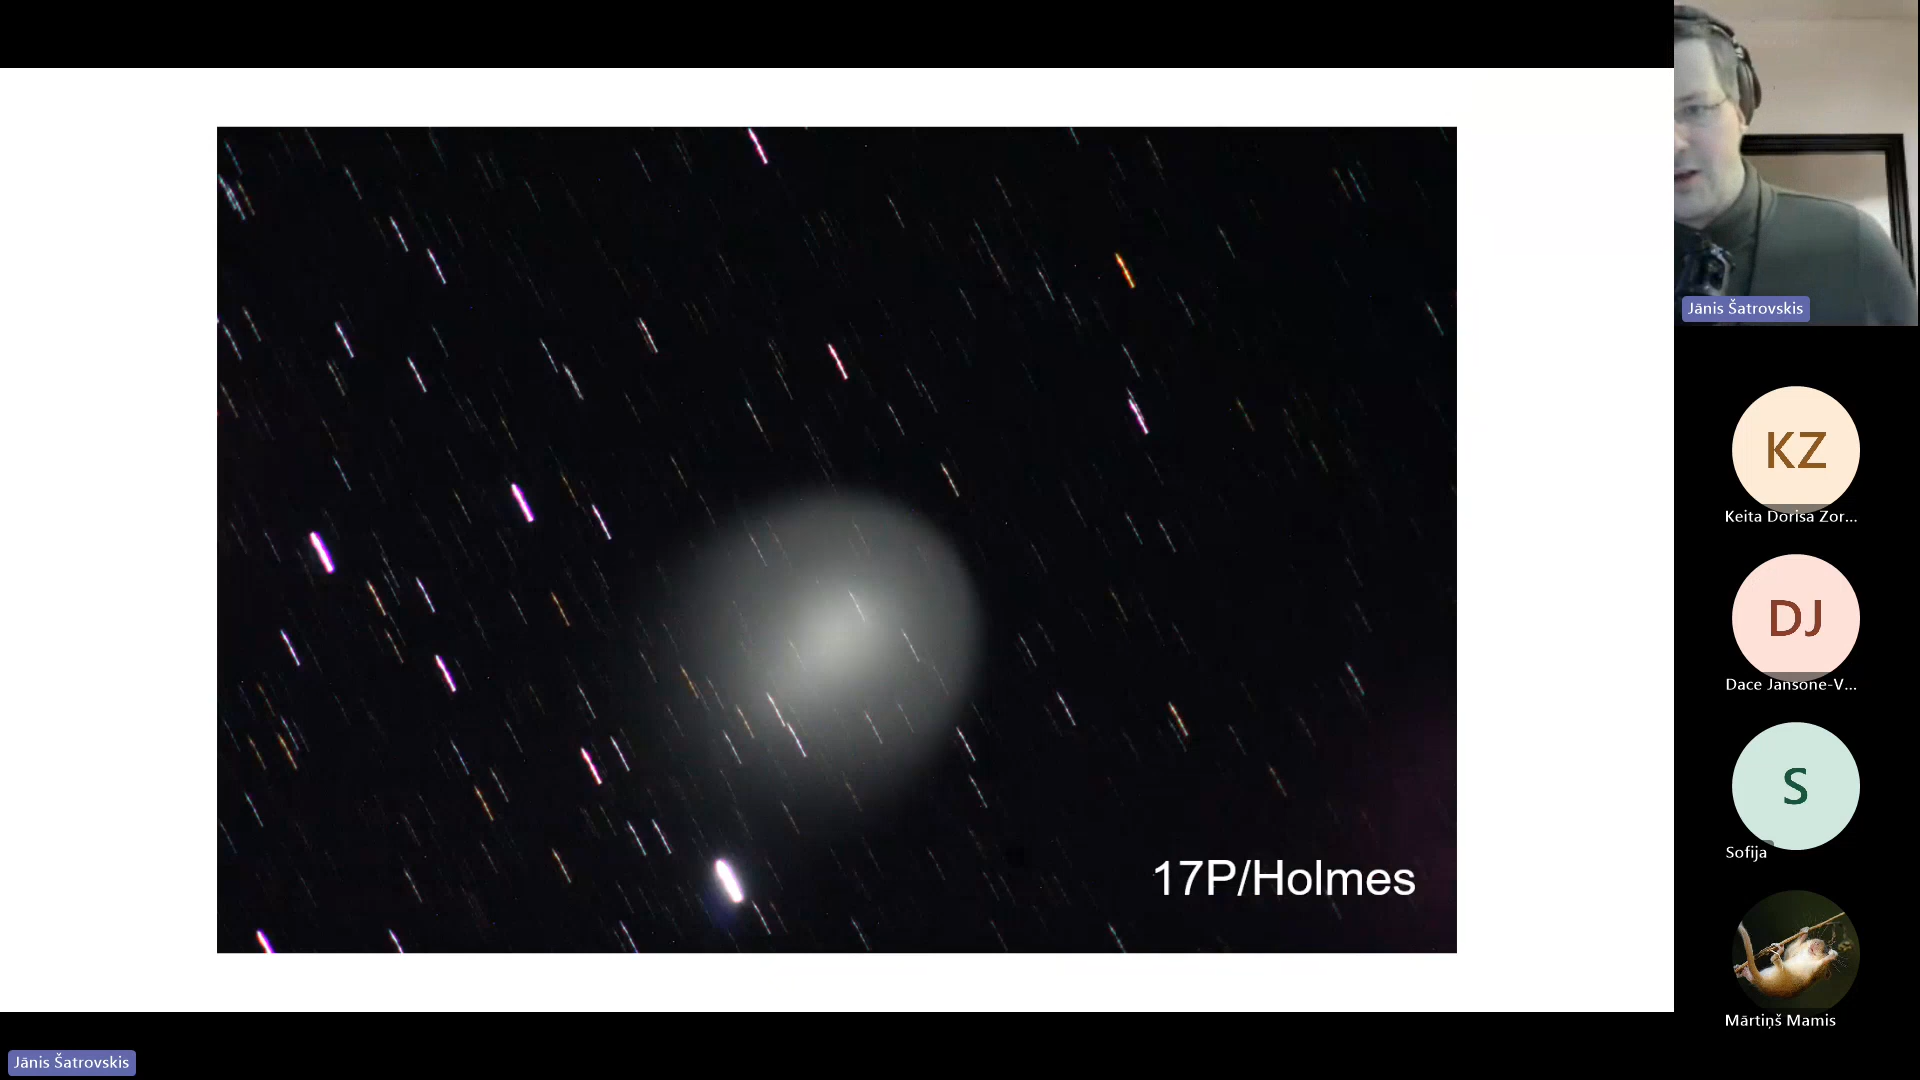 17P/Holmes
Jānis Šatrovskis
KZ
Keita Dorisa Zor...
DJ
Dace Jansone-V...
S
Sofija
Mārtiņš Mamis
Jānis Šatrovskis